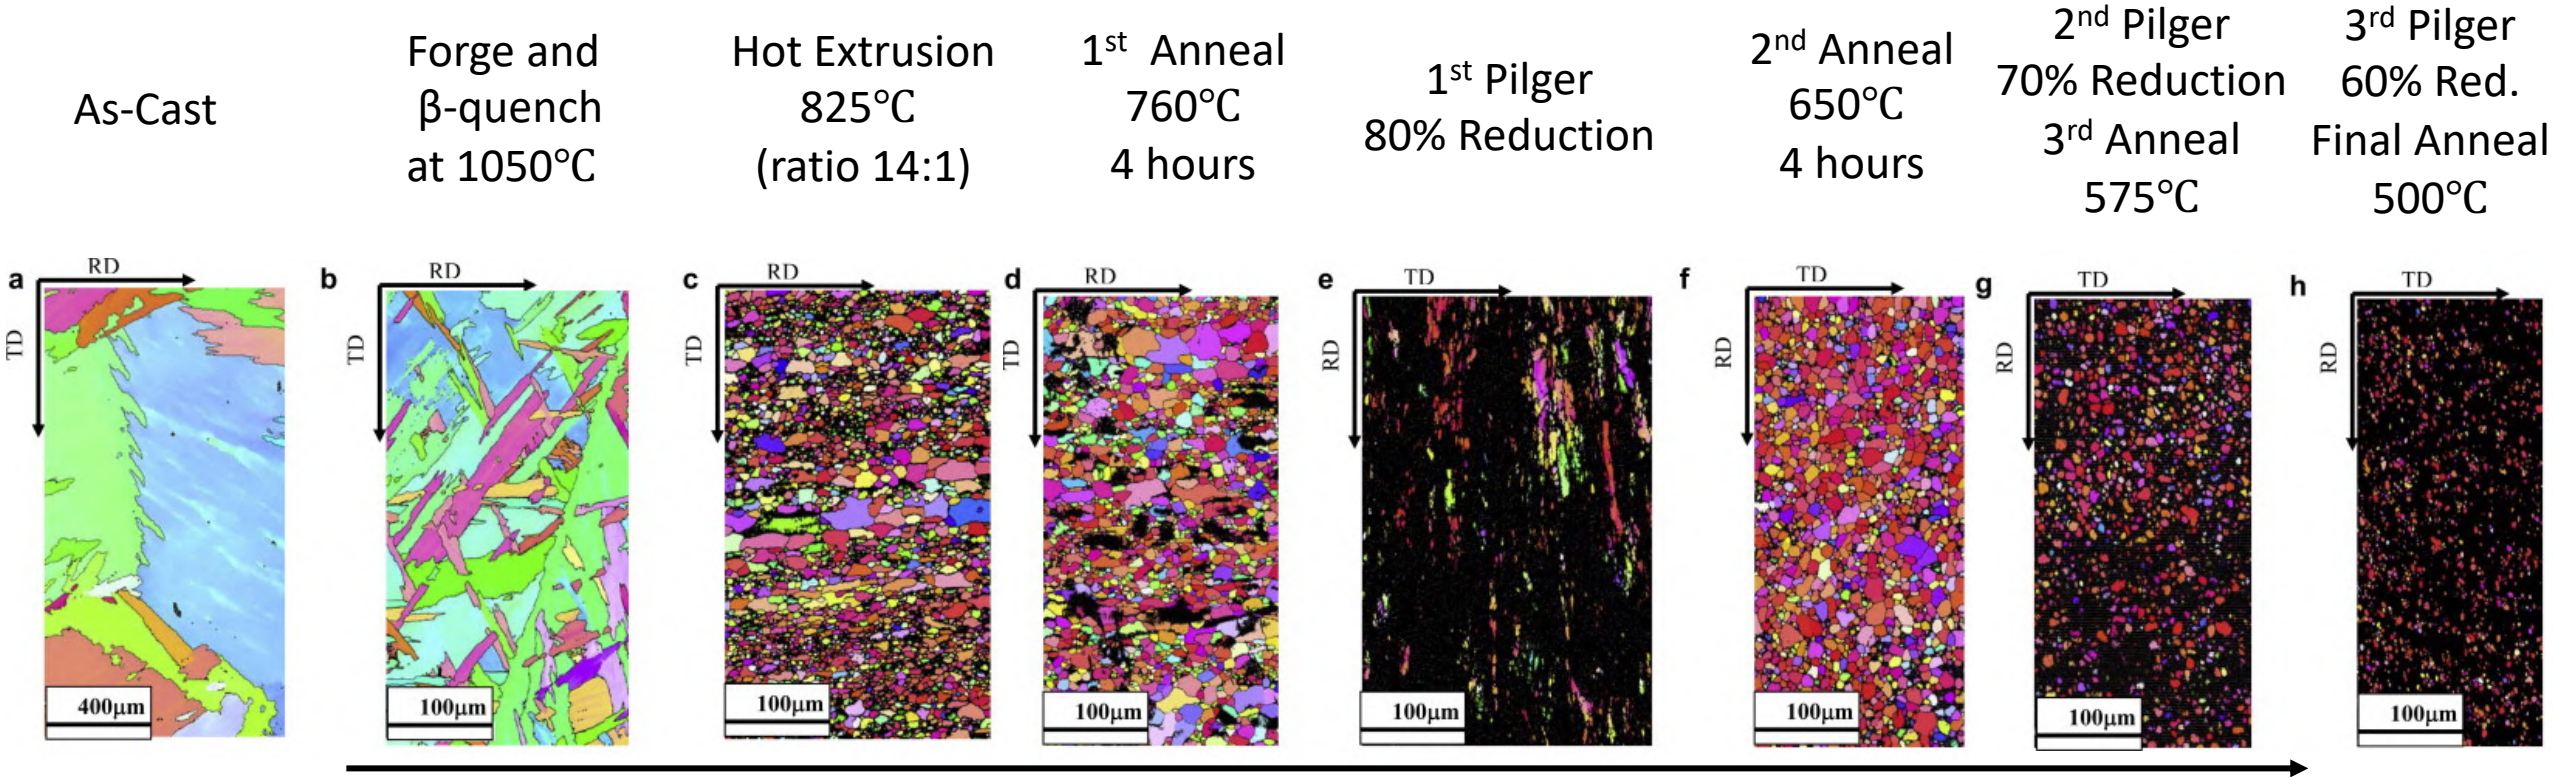 As-Cast
Forge and
β-quench
at 1050℃
Hot Extrusion
825℃
(ratio 14:1)
1st Anneal
760℃
4 hours
1st Pilger
80% Reduction
2nd Anneal
650℃
4 hours
2nd Pilger
70% Reduction
3rd Anneal
575℃
3rd Pilger
60% Red.
Final Anneal
500℃
a
RD
TD
400μm
b
RD
TD
100μm
c
RD
TD
100μm
d
RD
TD
100μm
e
TD
RD
100μm
f
TD
RD
100μm
g
TD
RD
100μm
h
TD
RD
100μm